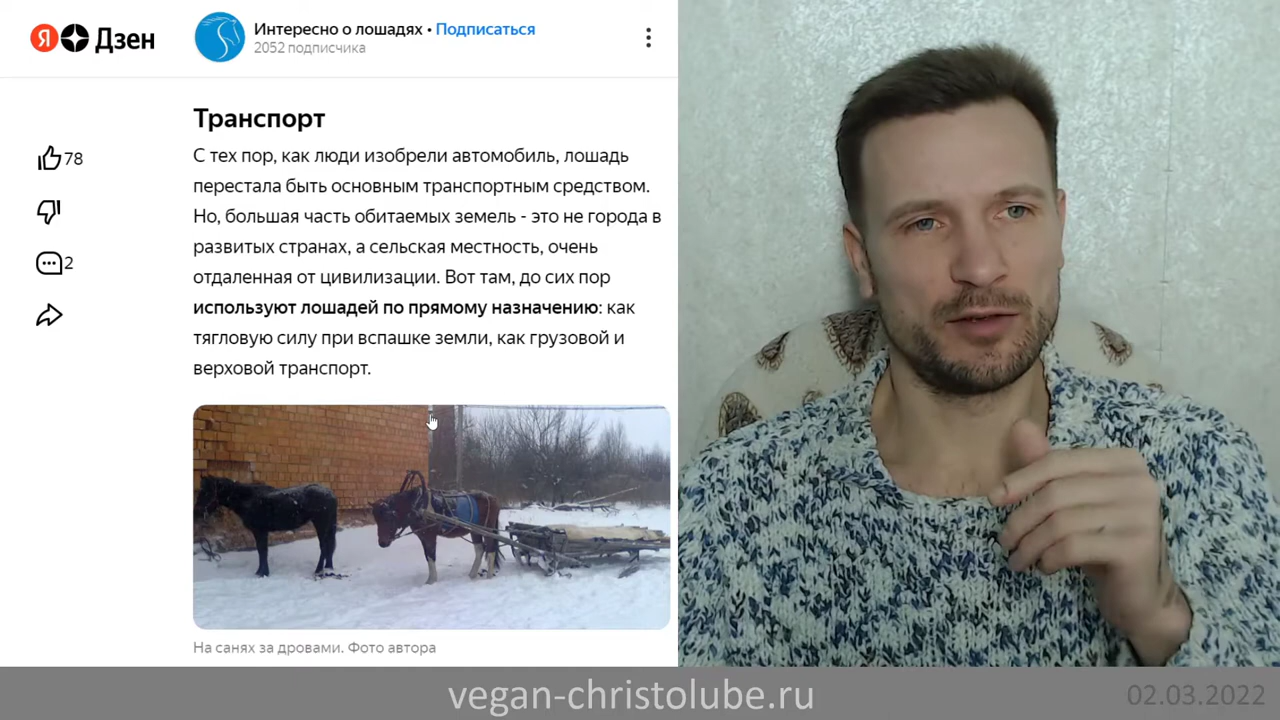 Я Дзен
Интересно о лошадях • Подписаться
2052 подписчика
Транспорт
78
2
С тех пор, как люди изобрели автомобиль, лошадь
перестала быть основным транспортным средством.
Но, большая часть обитаемых земель - это не города в
развитых странах, а сельская местность, очень
отдаленная от цивилизации. Вот там, до сих пор
используют лошадей по прямому назначению: как
тягловую силу при вспашке земли, как грузовой и
верховой транспорт.
На санях за дровами. Фото автора
vegan-christolube.ru
02.03.2022